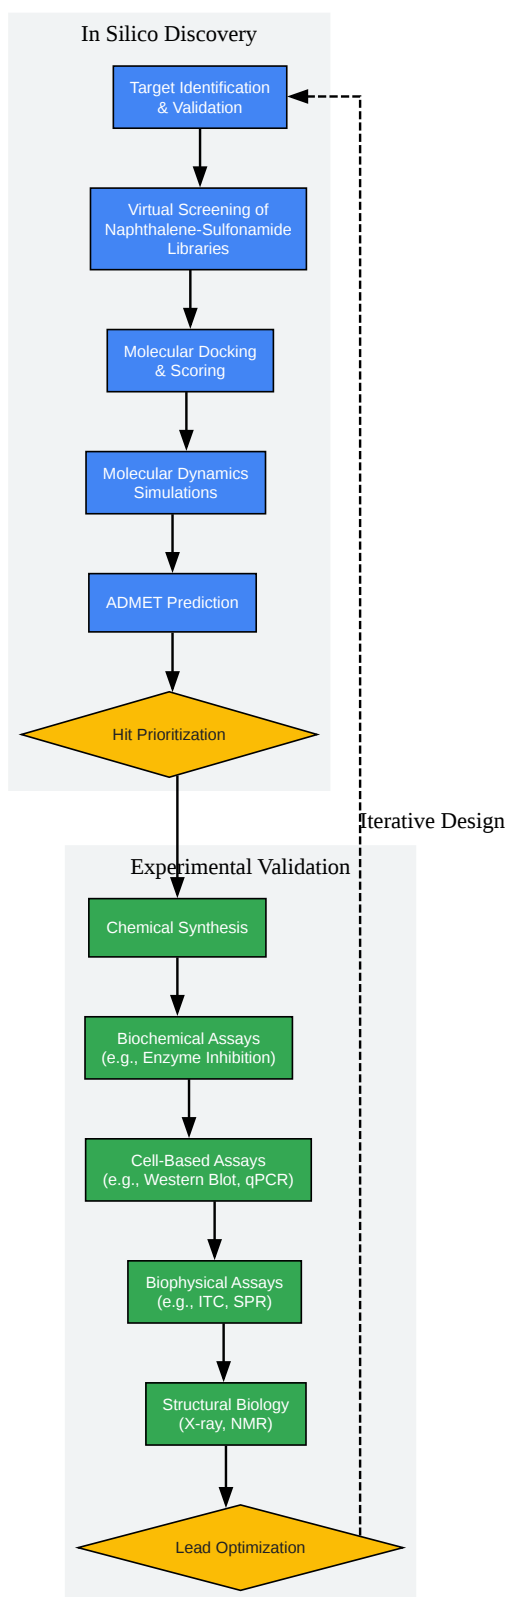 In Silico Discovery
Target Identification
& Validation
Virtual Screening of
Naphthalene-Sulfonamide
Libraries
Molecular Docking
& Scoring
Molecular Dynamics
Simulations
ADMET Prediction
Hit Prioritization
Iterative Design
Experimental Validation
Chemical Synthesis
Biochemical Assays
(e.g., Enzyme Inhibition)
Cell-Based Assays
(e.g., Western Blot, qPCR)
Biophysical Assays
(e.g., ITC, SPR)
Structural Biology
(X-ray, NMR)
Lead Optimization